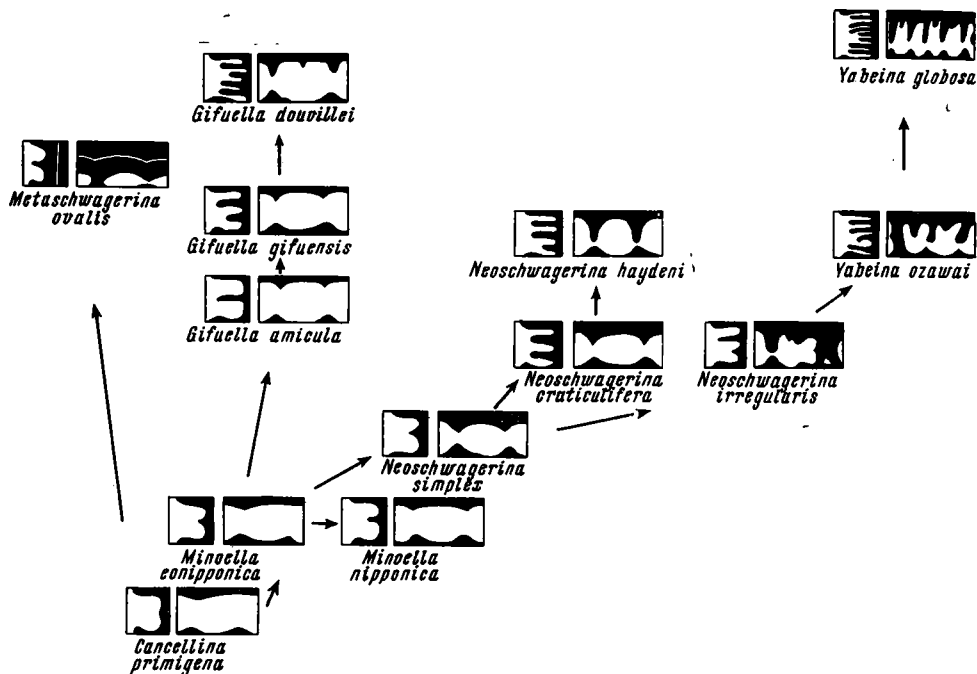 Yabeina globosa
Gifuella douvillei
Metaschwagerina
ovalis
Gifuella gifuensis
Neoschwagerina haydeni
Yabeina ozawai
Gifuella amicula
Neoschwagerina
craticulifera
Neoschwagerina
irregularis
Neoschwagerina
simplex
Minoella
eonipponica
Minoella
nipponica
Cancellina
primigena